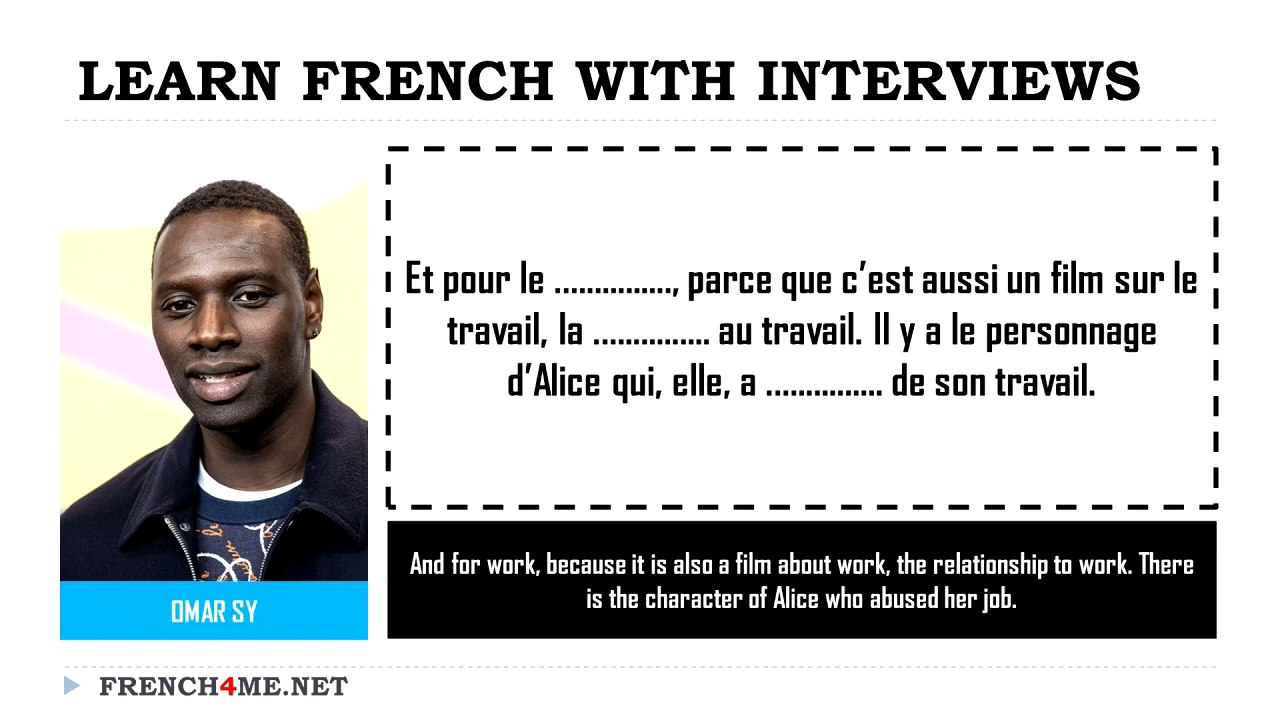 LEARN FRENCH WITH INTERVIEWS
Et pour le ..............., parce que c’est aussi un film sur le
travail, la ............... au travail. Il y a le personnage
d’Alice qui, elle, a ............... de son travail.
And for work, because it is also a film about work, the relationship to work. There
is the character of Alice who abused her job.
OMAR SY
FRENCH4ME.NET